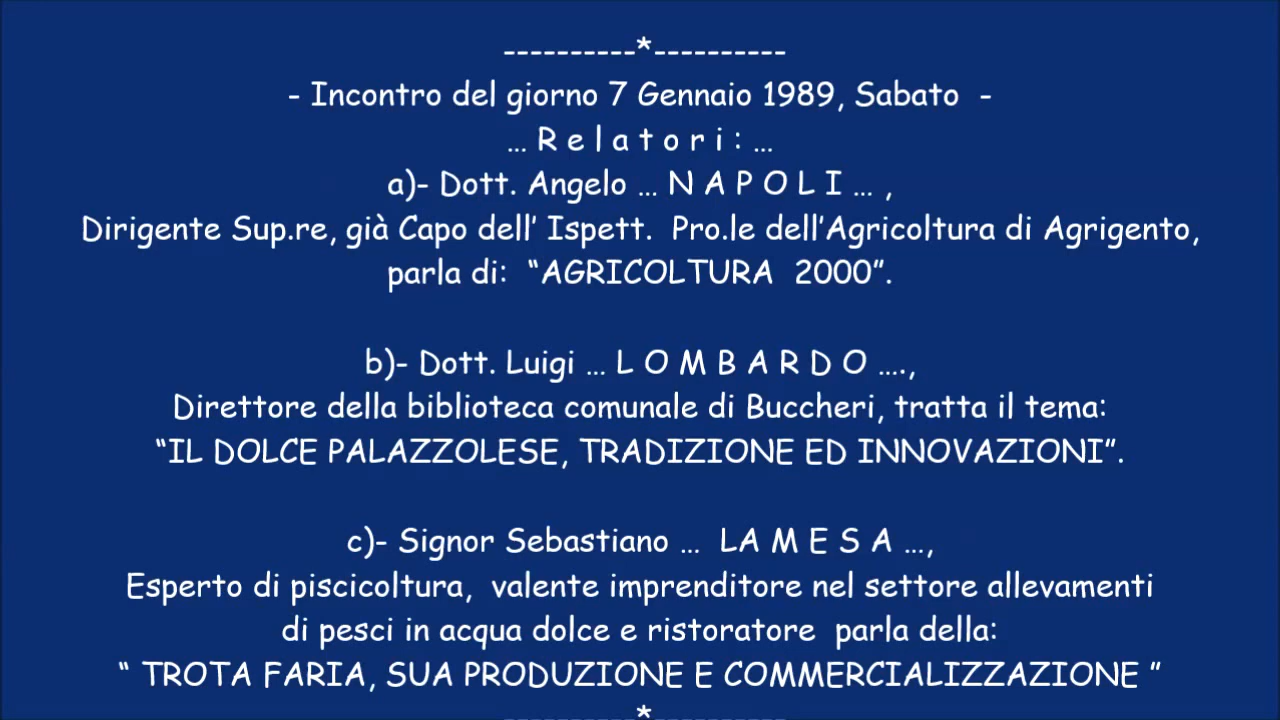 ----------*----------
- Incontro del giorno 7 Gennaio 1989, Sabato  -
… R e l a t o r i : …
a)- Dott. Angelo … N A P O L I … ,
Dirigente Sup.re, già Capo dell’ Ispett.  Pro.le dell’Agricoltura di Agrigento,
parla di:  “AGRICOLTURA  2000”.
b)- Dott. Luigi … L O M B A R D O ….,
Direttore della biblioteca comunale di Buccheri, tratta il tema:
“IL DOLCE PALAZZOLESE, TRADIZIONE ED INNOVAZIONI”.
c)- Signor Sebastiano …  LA M E S A …,
Esperto di piscicoltura,  valente imprenditore nel settore allevamenti
di pesci in acqua dolce e ristoratore  parla della:
“ TROTA FARIA, SUA PRODUZIONE E COMMERCIALIZZAZIONE ”
----------*----------